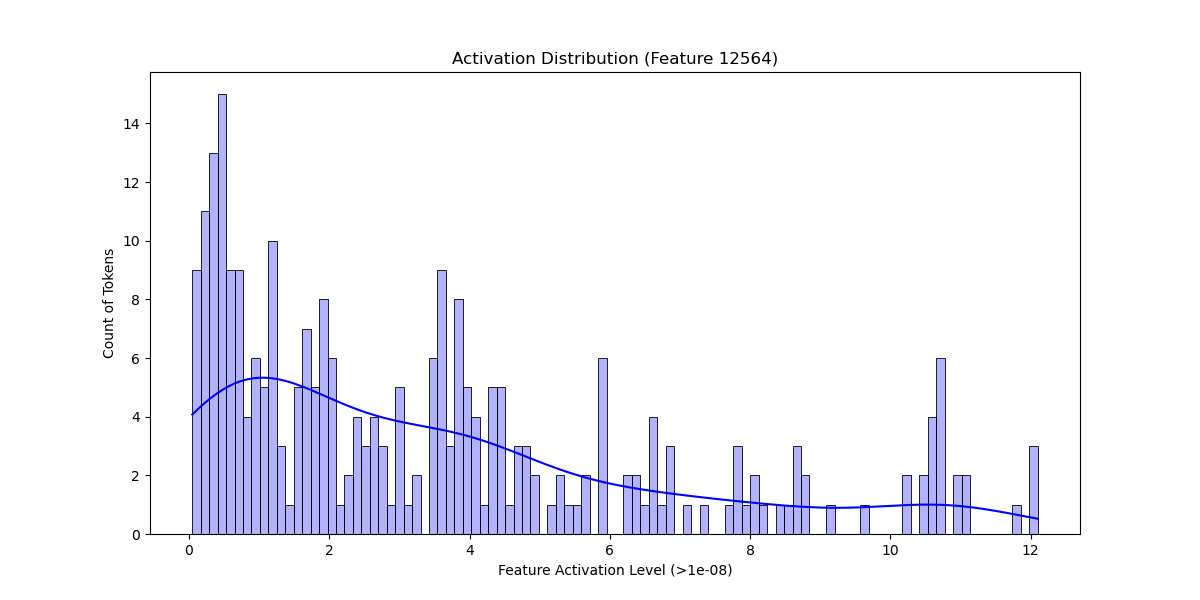 Activation Distribution (Feature 12564)
Count of Tokens
14
12
10
8
6
4
2
0
0 2 4 6 8 10 12
Feature Activation Level (>1e-08)